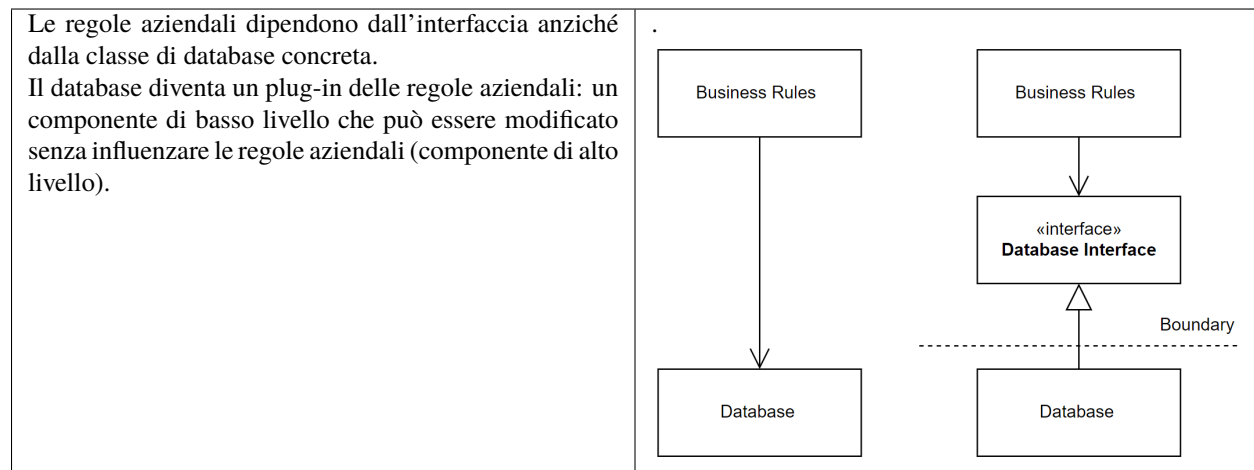 Le regole aziendali dipendono dall'interfaccia anziché
dalla classe di database concreta.
Il database diventa un plug-in delle regole aziendali: un
componente di basso livello che può essere modificato
senza influenzare le regole aziendali (componente di alto
livello).
.
Business Rules
Database
Business Rules
«interface»
Database Interface
Boundary
Database